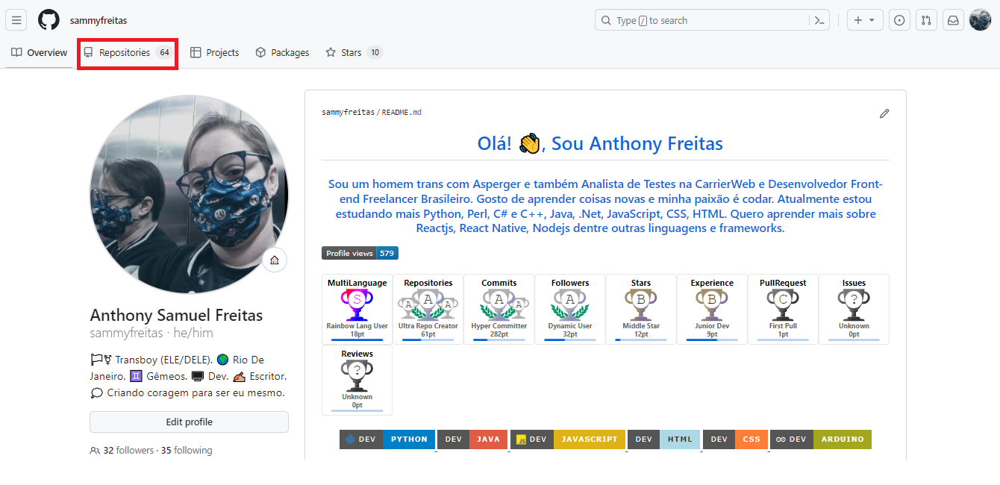 sammyfreitas
Type / to search
Overview
Repositories 64
Projects
Packages
Stars 10
sammyfreitas/README.md
Olá! 👋, Sou Anthony Freitas
Sou um homem trans com Asperger e também Analista de Testes na CarrierWeb e Desenvolvedor Front-
end Freelancer Brasileiro. Gosto de aprender coisas novas e minha paixão é codar. Atualmente estou
estudando mais Python, Perl, C# e C++, Java, .Net, JavaScript, CSS, HTML. Quero aprender mais sobre
Reactjs, React Native, Nodejs dentre outras linguagens e frameworks.
Profile views 579
MultiLanguage
S
Rainbow Lang User
18pt
Repositories
A A A
Ultra Repo Creator
61pt
Commits
A A
Hyper Committer
282pt
Followers
A
Dynamic User
32pt
Stars
B
Middle Star
12pt
Experience
B
Junior Dev
9pt
PullRequest
C
First Pull
1pt
Issues
?
Unknown
0pt
Reviews
?
Unknown
0pt
DEV PYTHON
DEV JAVA
JS DEV JAVASCRIPT
DEV HTML
DEV CSS
DEV ARDUINO
Anthony Samuel Freitas
sammyfreitas · he/him
🏳️‍⚧️ Transboy (ELE/DELE). 🌍 Rio De
Janeiro. ♊ Gêmeos. 🖥️ Dev. ✍️ Escritor.
💭 Criando coragem para ser eu mesmo.
Edit profile
32 followers · 35 following